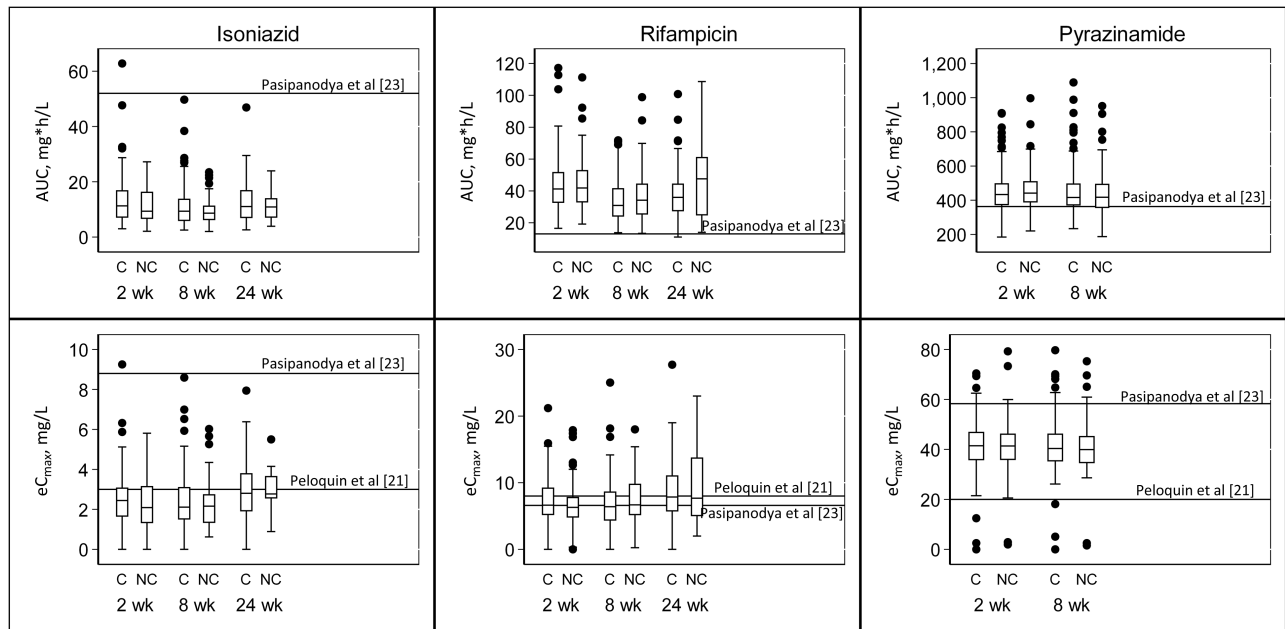 Isoniazid
AUC, mg*h/L
60
40
20
0
Pasipanodya et al [23]
C NC C NC C NC
2 wk 8 wk 24 wk
Rifampicin
AUC, mg*h/L
120
100
80
60
40
20
Pasipanodya et al [23]
C NC C NC C NC
2 wk 8 wk 24 wk
Pyrazinamide
AUC, mg*h/L
1,200
1,000
800
600
400
200
Pasipanodya et al [23]
C NC C NC
2 wk 8 wk
eCmax, mg/L
10
8
6
4
2
0
Pasipanodya et al [23]
Peloquin et al [21]
C NC C NC C NC
2 wk 8 wk 24 wk
eCmax, mg/L
30
20
10
0
Peloquin et al [21]
Pasipanodya et al [23]
C NC C NC C NC
2 wk 8 wk 24 wk
eCmax, mg/L
80
60
40
20
0
Pasipanodya et al [23]
Peloquin et al [21]
C NC C NC
2 wk 8 wk